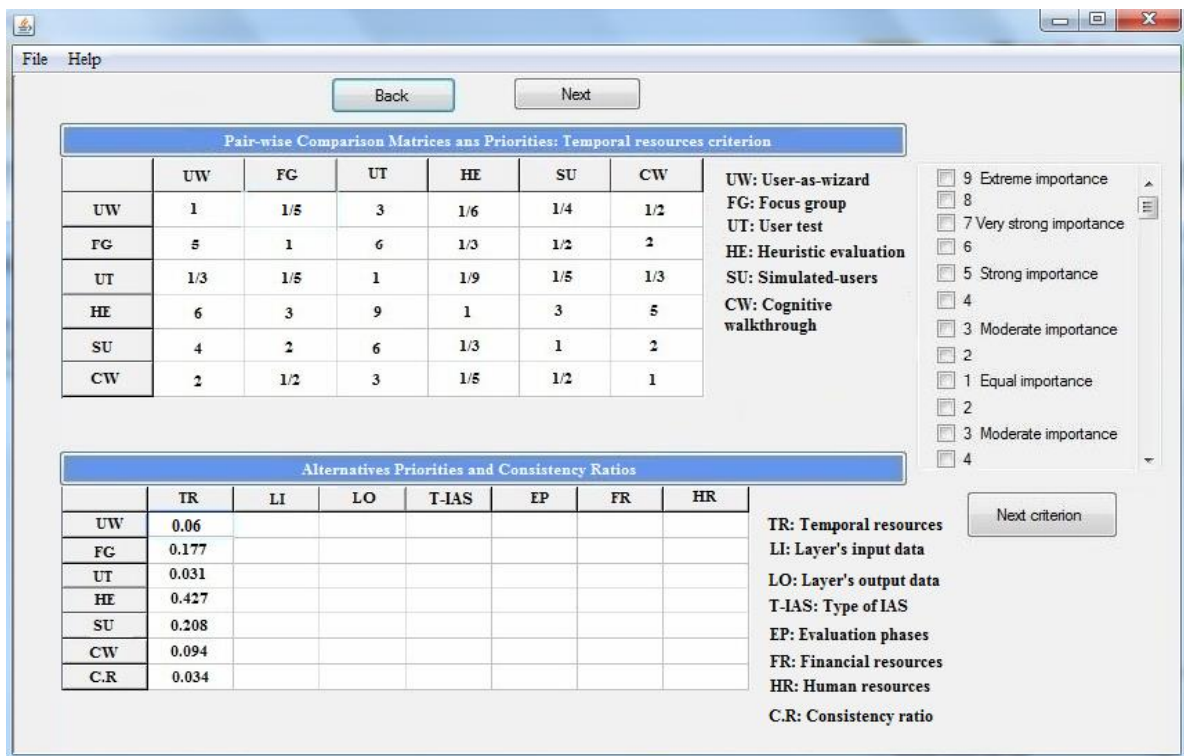 File Help
Back Next
Pair-wise Comparison Matrices ans Priorities: Temporal resources criterion
UW FG UT HE SU CW
UW 1 1/5 3 1/6 1/4 1/2
FG 5 1 6 1/3 1/2 2
UT 1/3 1/5 1 1/9 1/5 1/3
HE 6 3 9 1 3 5
SU 4 2 6 1/3 1 2
CW 2 1/2 3 1/5 1/2 1
UW: User-as-wizard
FG: Focus group
UT: User test
HE: Heuristic evaluation
SU: Simulated-users
CW: Cognitive
walkthrough
9 Extreme importance
8
7 Very strong importance
6
5 Strong importance
4
3 Moderate importance
2
1 Equal importance
2
3 Moderate importance
4
Alternatives Priorities and Consistency Ratios
TR LI LO T-IAS EP FR HR
UW 0.06
FG 0.177
UT 0.031
HE 0.427
SU 0.208
CW 0.094
C.R 0.034
TR: Temporal resources
LI: Layer's input data
LO: Layer's output data
T-IAS: Type of IAS
EP: Evaluation phases
FR: Financial resources
HR: Human resources
C.R: Consistency ratio
Next criterion